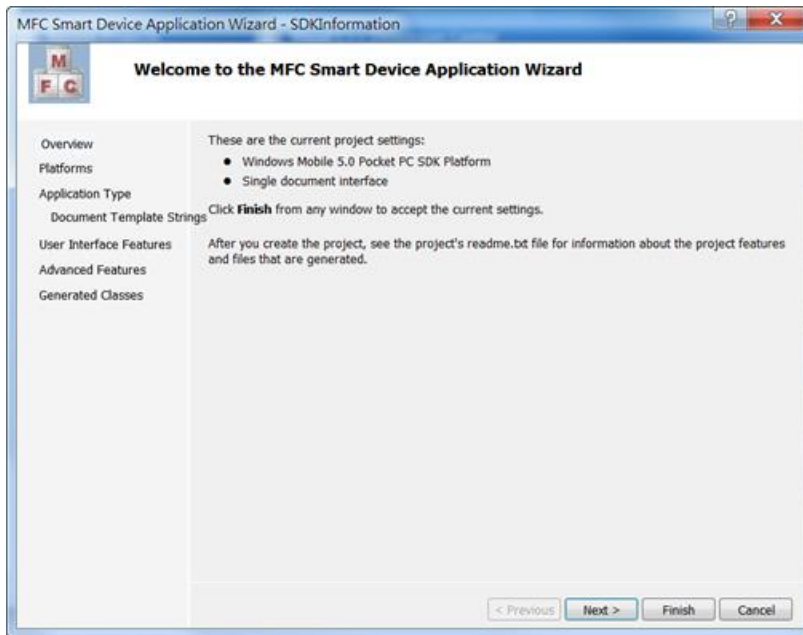 MFC Smart Device Application Wizard - SDKInformation
M
F C
Welcome to the MFC Smart Device Application Wizard
Overview
Platforms
Application Type
Document Template Strings
User Interface Features
Advanced Features
Generated Classes
These are the current project settings:
● Windows Mobile 5.0 Pocket PC SDK Platform
● Single document interface
Click Finish from any window to accept the current settings.
After you create the project, see the project's readme.txt file for information about the project features
and files that are generated.
< Previous
Next >
Finish
Cancel